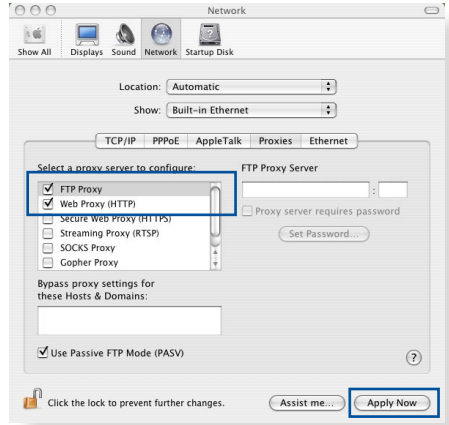 Network
Show All Displays Sound Network Startup Disk
Location: Automatic
Show: Built-in Ethernet
TCP/IP PPPoE AppleTalk Proxies Ethernet
Select a proxy server to configure: FTP Proxy Server
FTP Proxy
:
Web Proxy (HTTP)
Proxy server requires password
Secure Web Proxy (HTTPS)
Streaming Proxy (RTSP) Set Password...
SOCKS Proxy
Gopher Proxy
Bypass proxy settings for
these Hosts & Domains:
Use Passive FTP Mode (PASV) ?
Click the lock to prevent further changes. Assist me... Apply Now